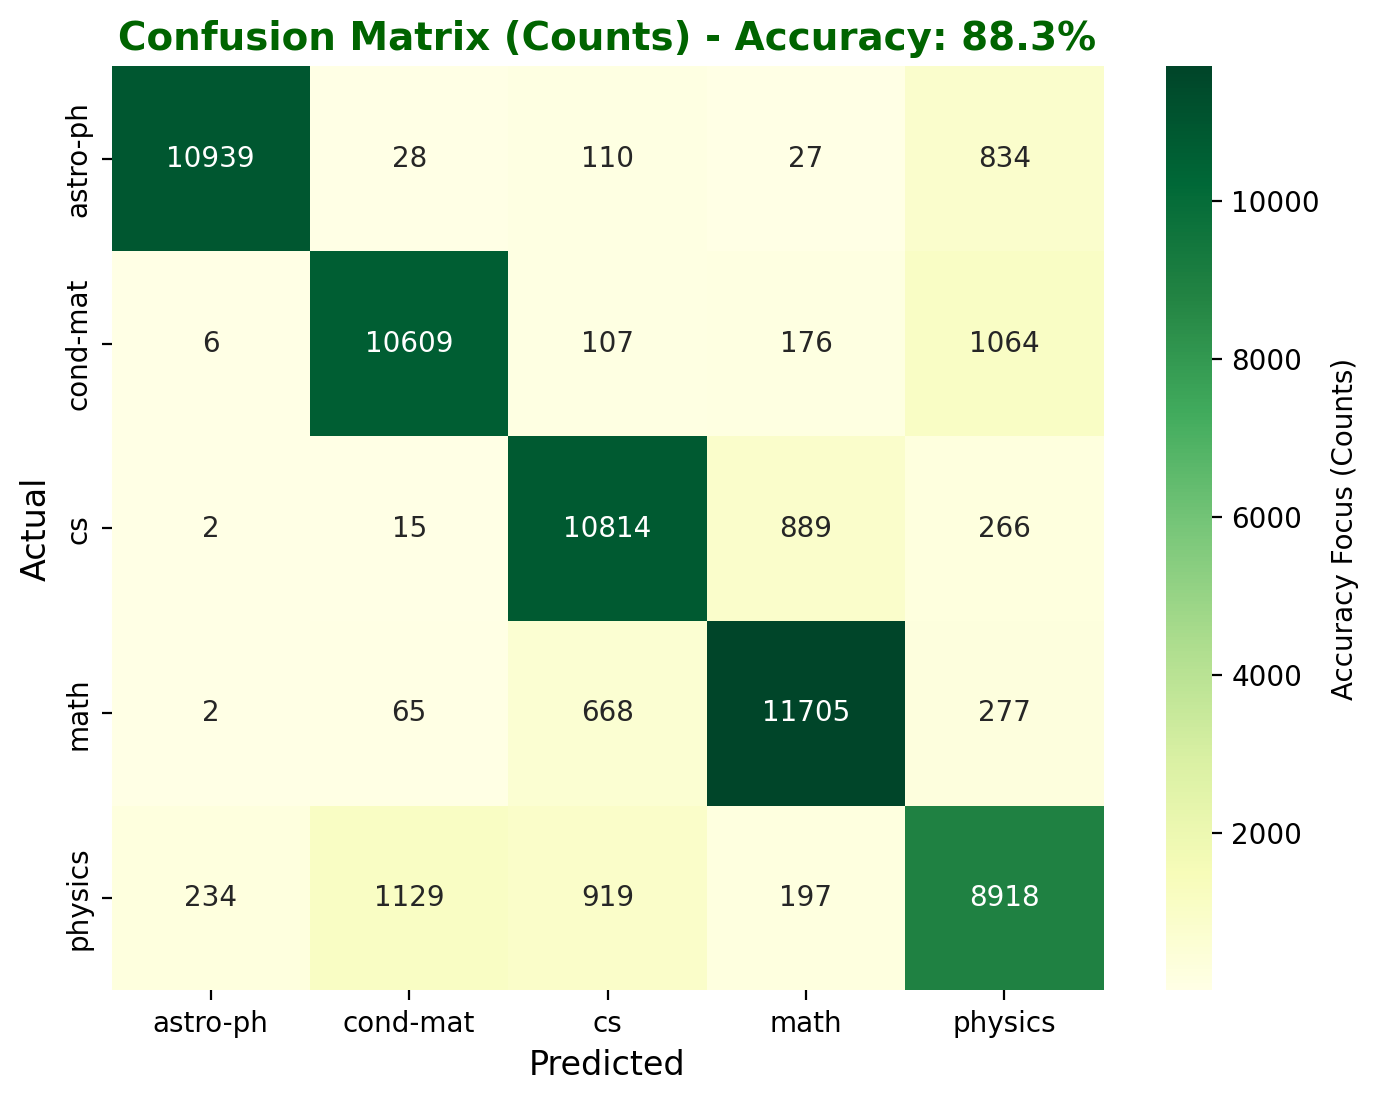 Confusion Matrix (Counts) - Accuracy: 88.3%
astro-ph 10939 28 110 27 834
cond-mat 6 10609 107 176 1064
cs 2 15 10814 889 266
math 2 65 668 11705 277
physics 234 1129 919 197 8918
astro-ph cond-mat cs math physics
Predicted
Actual
10000
8000
6000
4000
2000
Accuracy Focus (Counts)